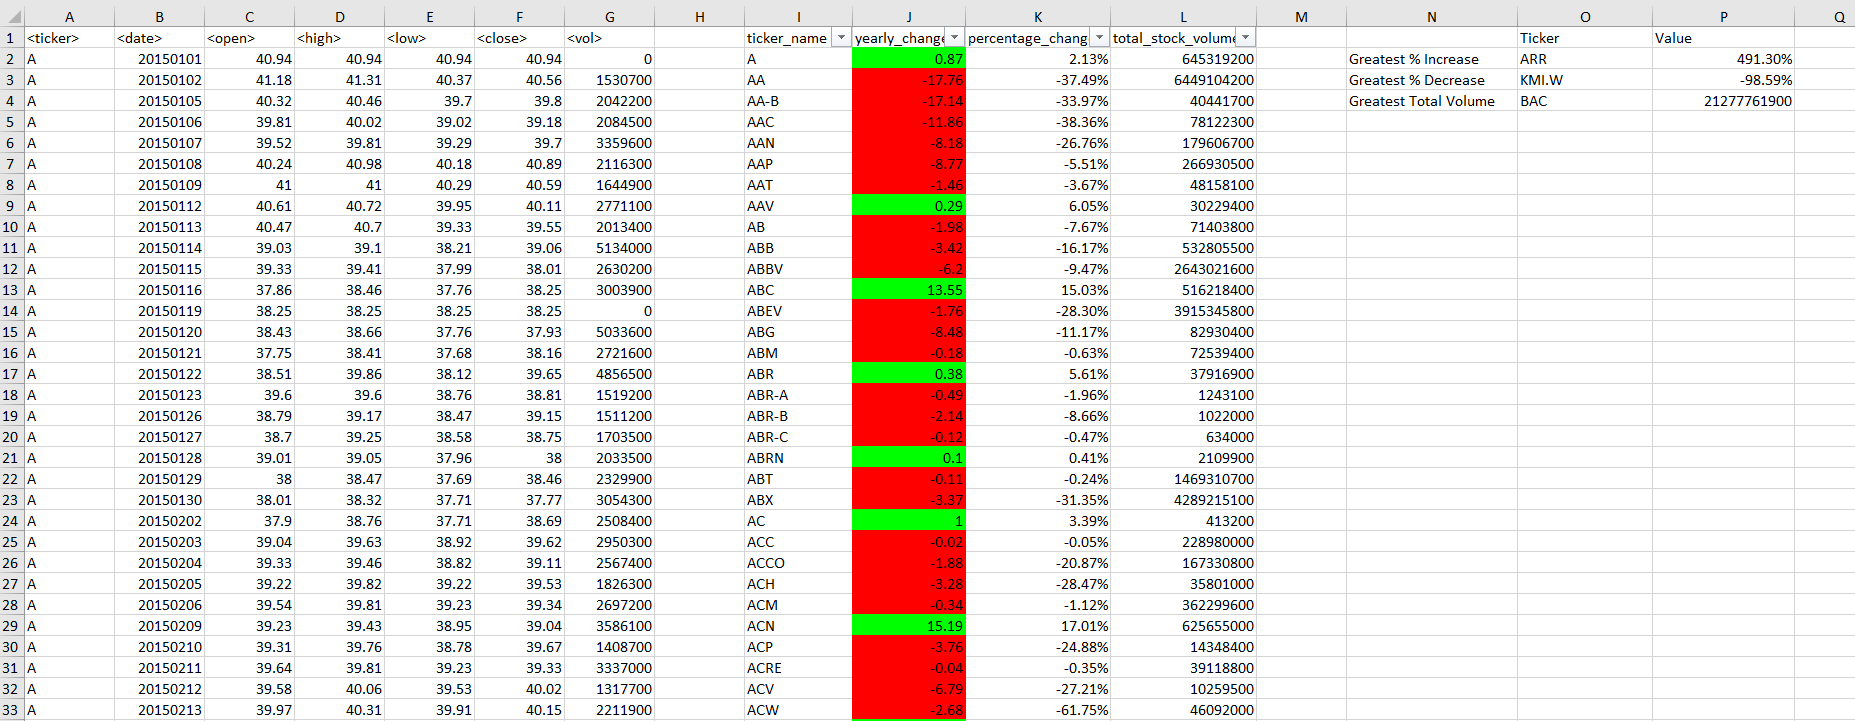 A B C D E F G H I J K L M N O P Q
1 <ticker> <date> <open> <high> <low> <close> <vol> ticker_name yearly_change percentage_chang total_stock_volume Ticker Value
2 A 20150101 40.94 40.94 40.94 40.94 0 A 0.87 2.13% 645319200 Greatest % Increase ARR 491.30%
3 A 20150102 41.18 41.31 40.37 40.56 1530700 AA -17.76 -37.49% 6449104200 Greatest % Decrease KMI.W -98.59%
4 A 20150105 40.32 40.46 39.7 39.8 2042200 AA-B -17.14 -33.97% 40441700 Greatest Total Volume BAC 21277761900
5 A 20150106 39.81 40.02 39.02 39.18 2084500 AAC -11.86 -38.36% 78122300
6 A 20150107 39.52 39.81 39.29 39.7 3359600 AAN -8.18 -26.76% 179606700
7 A 20150108 40.24 40.98 40.18 40.89 2116300 AAP -8.77 -5.51% 266930500
8 A 20150109 41 41 40.29 40.59 1644900 AAT -1.46 -3.67% 48158100
9 A 20150112 40.61 40.72 39.95 40.11 2771100 AAV 0.29 6.05% 30229400
10 A 20150113 40.47 40.7 39.33 39.55 2013400 AB -1.98 -7.67% 71403800
11 A 20150114 39.03 39.1 38.21 39.06 5134000 ABB -3.42 -16.17% 532805500
12 A 20150115 39.33 39.41 37.99 38.01 2630200 ABBV -6.2 -9.47% 2643021600
13 A 20150116 37.86 38.46 37.76 38.25 3003900 ABC 13.55 15.03% 516218400
14 A 20150119 38.25 38.25 38.25 38.25 0 ABEV -1.76 -28.30% 3915345800
15 A 20150120 38.43 38.66 37.76 37.93 5033600 ABG -8.48 -11.17% 82930400
16 A 20150121 37.75 38.41 37.68 38.16 2721600 ABM -0.18 -0.63% 72539400
17 A 20150122 38.51 39.86 38.12 39.65 4856500 ABR 0.38 5.61% 37916900
18 A 20150123 39.6 39.6 38.76 38.81 1519200 ABR-A -0.49 -1.96% 1243100
19 A 20150126 38.79 39.17 38.47 39.15 1511200 ABR-B -2.14 -8.66% 1022000
20 A 20150127 38.7 39.25 38.58 38.75 1703500 ABR-C -0.12 -0.47% 634000
21 A 20150128 39.01 39.05 37.96 38 2033500 ABRN 0.1 0.41% 2109900
22 A 20150129 38 38.47 37.69 38.46 2329900 ABT -0.11 -0.24% 1469310700
23 A 20150130 38.01 38.32 37.71 37.77 3054300 ABX -3.37 -31.35% 4289215100
24 A 20150202 37.9 38.76 37.71 38.69 2508400 AC 1 3.39% 413200
25 A 20150203 39.04 39.63 38.92 39.62 2950300 ACC -0.02 -0.05% 228980000
26 A 20150204 39.33 39.46 38.82 39.11 2567400 ACCO -1.88 -20.87% 167330800
27 A 20150205 39.22 39.82 39.22 39.53 1826300 ACH -3.28 -28.47% 35801000
28 A 20150206 39.54 39.81 39.23 39.34 2697200 ACM -0.34 -1.12% 362299600
29 A 20150209 39.23 39.43 38.95 39.04 3586100 ACN 15.19 17.01% 625655000
30 A 20150210 39.31 39.76 38.78 39.67 1408700 ACP -3.76 -24.88% 14348400
31 A 20150211 39.64 39.81 39.23 39.33 3337000 ACRE -0.04 -0.35% 39118800
32 A 20150212 39.58 40.06 39.53 40.02 1317700 ACV -6.79 -27.21% 10259500
33 A 20150213 39.97 40.31 39.91 40.15 2211900 ACW -2.68 -61.75% 46092000